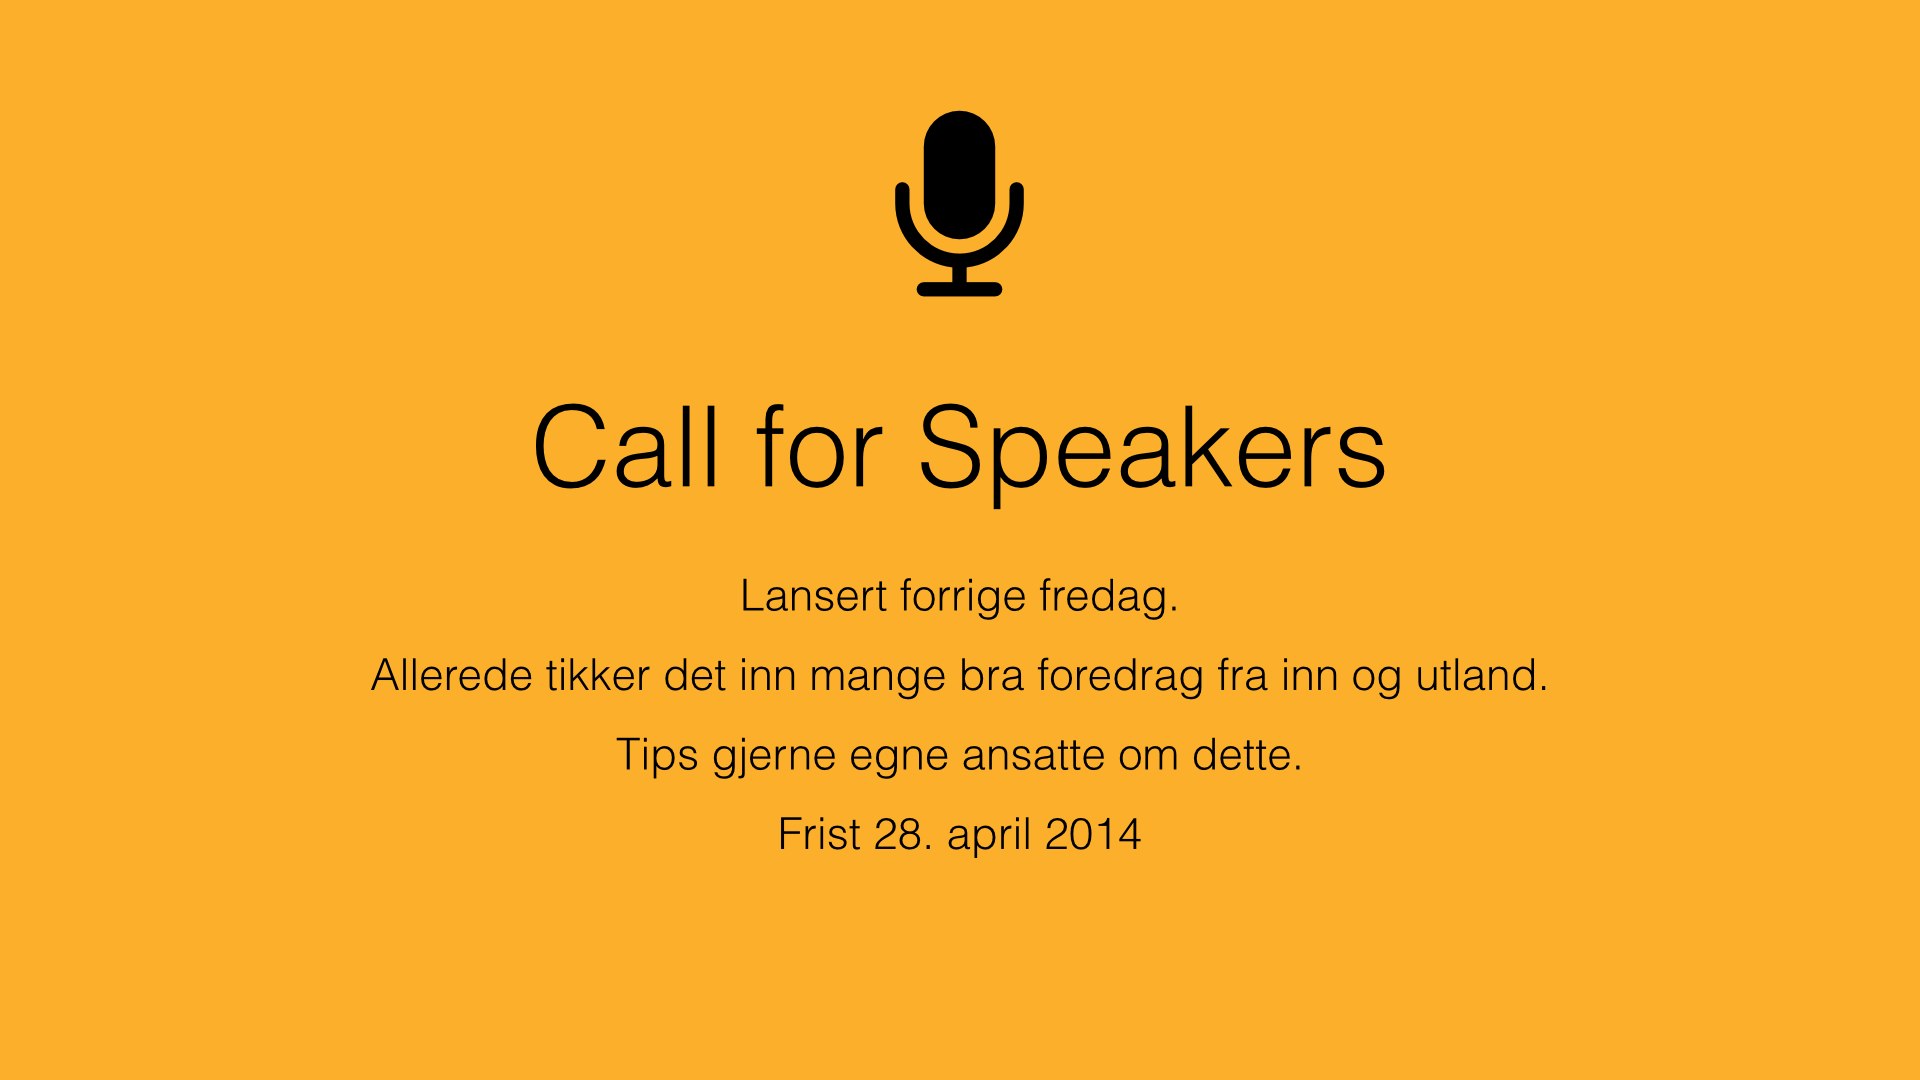 Call for Speakers
Lansert forrige fredag.
Allerede tikker det inn mange bra foredrag fra inn og utland.
Tips gjerne egne ansatte om dette.
Frist 28. april 2014